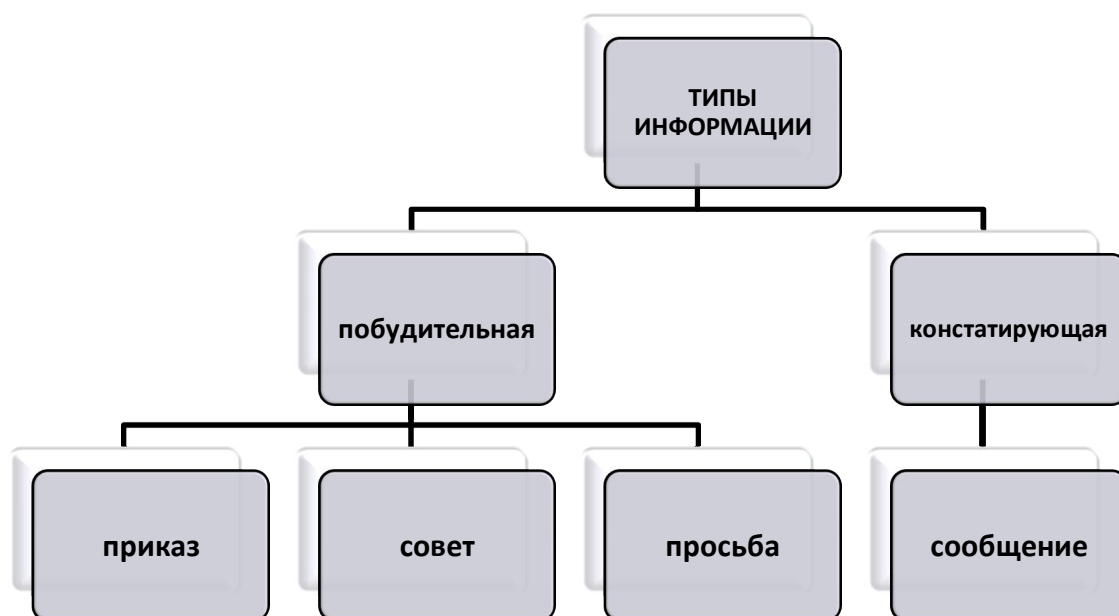 ТИПЫ
ИНФОРМАЦИИ
побудительная
констатирующая
приказ
совет
просьба
сообщение